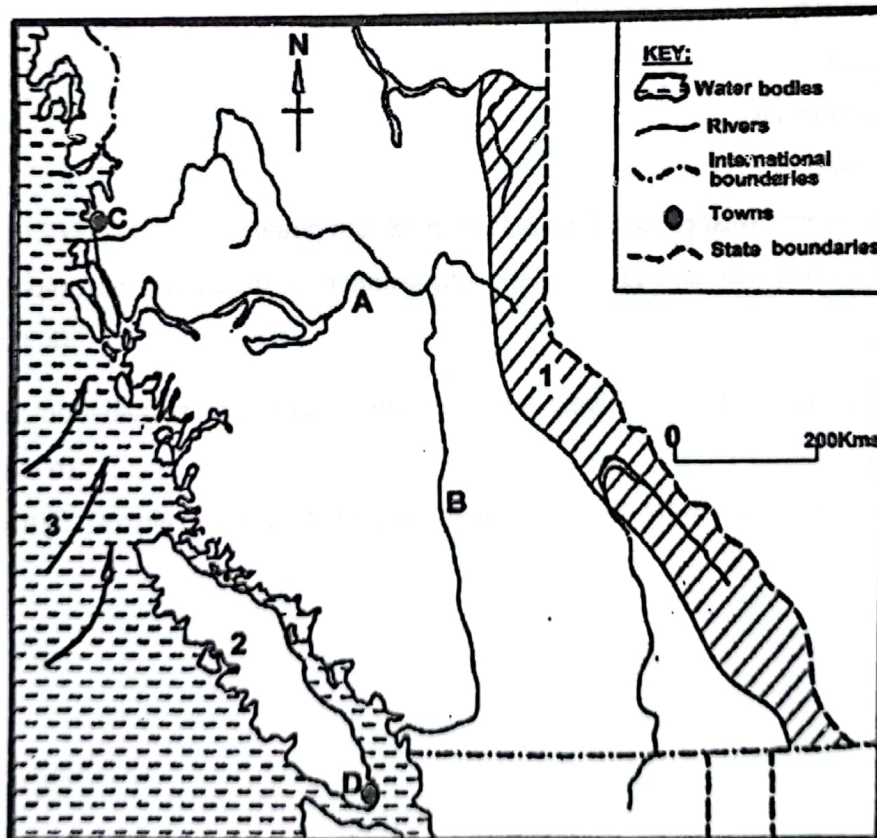 N
KEY:
Water bodies
Rivers
International
boundaries
Towns
State boundaries
C
A
1
0
200Kms
B
3
2
D